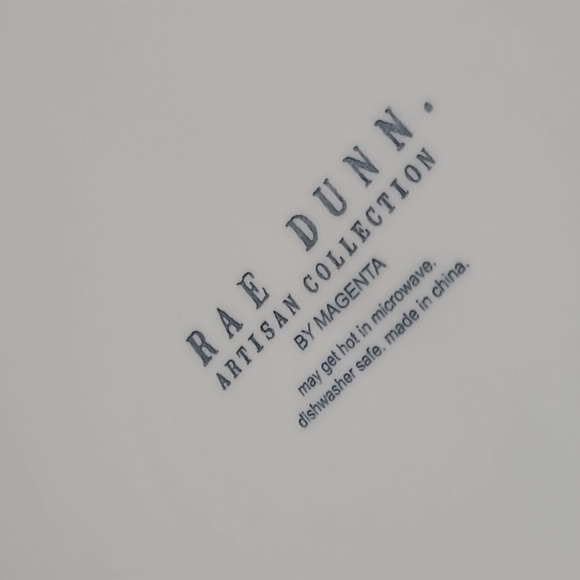 RAE DUNN.
ARTISAN COLLECTION
BY MAGENTA
may get hot in microwave.
dishwasher safe. made in china.